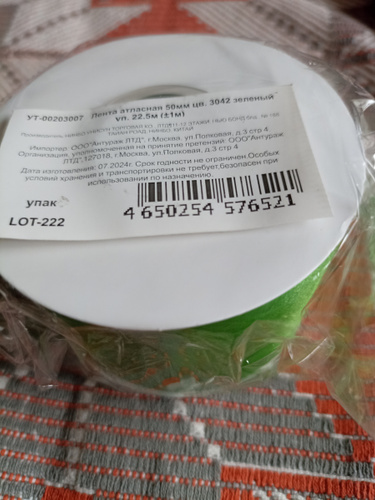 УТ-00203007 Лента атласная 50мм цв. 3042 зеленый
уп. 22.5м (±1м)
Импортер: ООО"Антураж ЛТД", г.Москва, ул.Полковая, д.3 стр 4
Организация, уполномоченная на принятие претензий: ООО"Антураж
ЛТД",127018, г.Москва, ул.Полковая, д.3 стр 4
Дата изготовления: 07.2024г. Срок годности не ограничен.Особых
условий хранения и транспортировки не требует,безопасен при
использовании по назначению.
упак
LOT-222
4 650254 576521